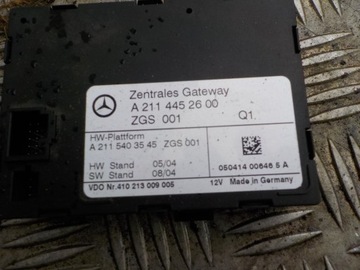 Zentrales Gateway
A 211 445 26 00
ZGS 001 Q1
HW-Plattform
A 211 540 35 45 ZGS 001
HW Stand 05/04
SW Stand 08/04
VDO Nr. 410 213 009 005
050414 00646 5 A
12V Made in Germany